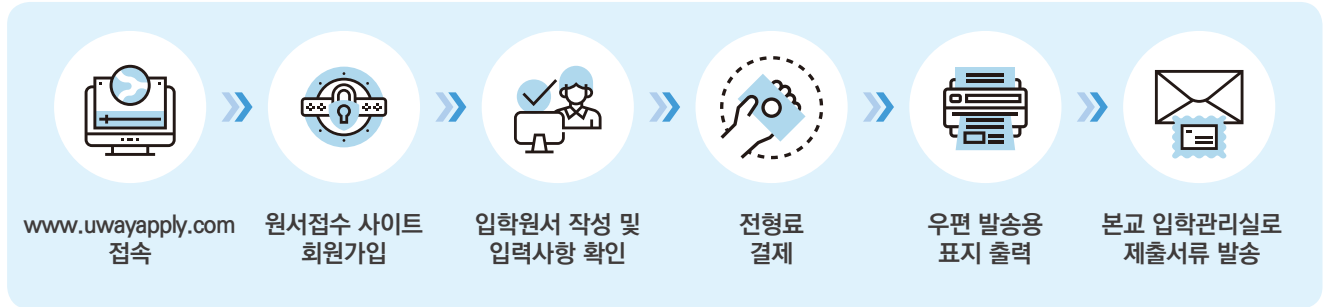 www.uwayapply.com
접속
원서접수 사이트
회원가입
입학원서 작성 및
입력사항 확인
전형료
결제
우편 발송용
표지 출력
본교 입학관리실로
제출서류 발송